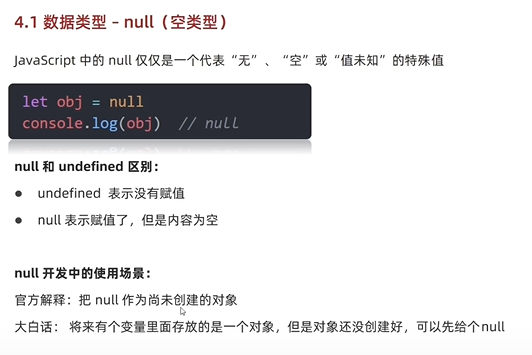 4.1 数据类型 – null（空类型）
JavaScript 中的 null 仅仅是一个代表“无”、“空”或“值未知”的特殊值
let obj = null
console.log(obj)  // null
null 和 undefined 区别：
● undefined 表示没有赋值
● null 表示赋值了，但是内容为空
null 开发中的使用场景：
官方解释：把 null 作为尚未创建的对象
大白话： 将来有个变量里面存放的是一个对象，但是对象还没创建好，可以先给个null